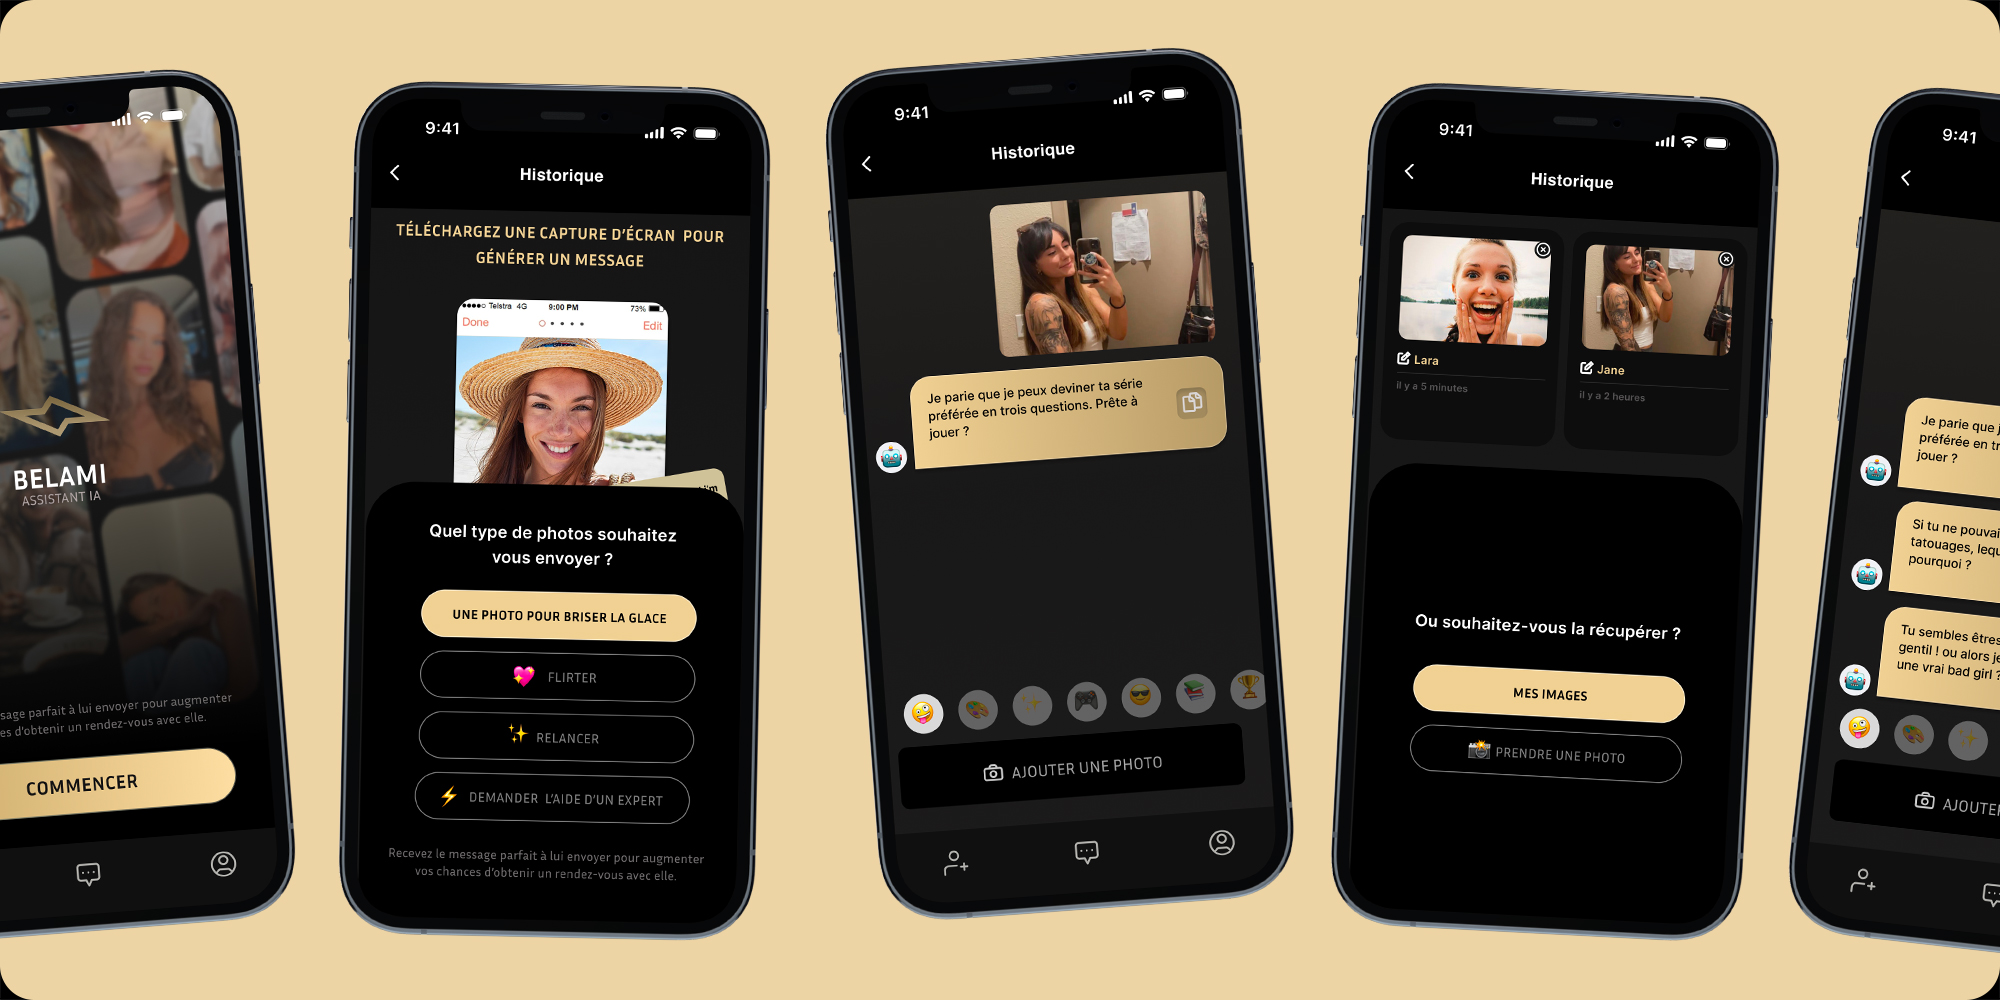 BELAMI
ASSISTANT IA
sage parfait à lui envoyer pour augmenter
es d'obtenir un rendez-vous avec elle.
COMMENCER
9:41
Historique
TÉLÉCHARGEZ UNE CAPTURE D'ÉCRAN POUR
GÉNÉRER UN MESSAGE
Telstra 4G 9:00 PM 73%
Done Edit
Quel type de photos souhaitez
vous envoyer ?
UNE PHOTO POUR BRISER LA GLACE
FLIRTER
RELANCER
DEMANDER L'AIDE D'UN EXPERT
Recevez le message parfait à lui envoyer pour augmenter
vos chances d'obtenir un rendez-vous avec elle.
9:41
Historique
Je parie que je peux deviner ta série
préférée en trois questions. Prête à
jouer ?
AJOUTER UNE PHOTO
9:41
Historique
Lara
il y a 5 minutes
Jane
il y a 2 heures
Ou souhaitez-vous la récupérer ?
MES IMAGES
PRENDRE UNE PHOTO
9:41
Je parie que j
préférée en tr
jouer ?
Si tu ne pouvai
tatouages, lequ
pourquoi ?
Tu sembles êtres
gentil ! ou alors je
une vrai bad girl ?
AJOUTER